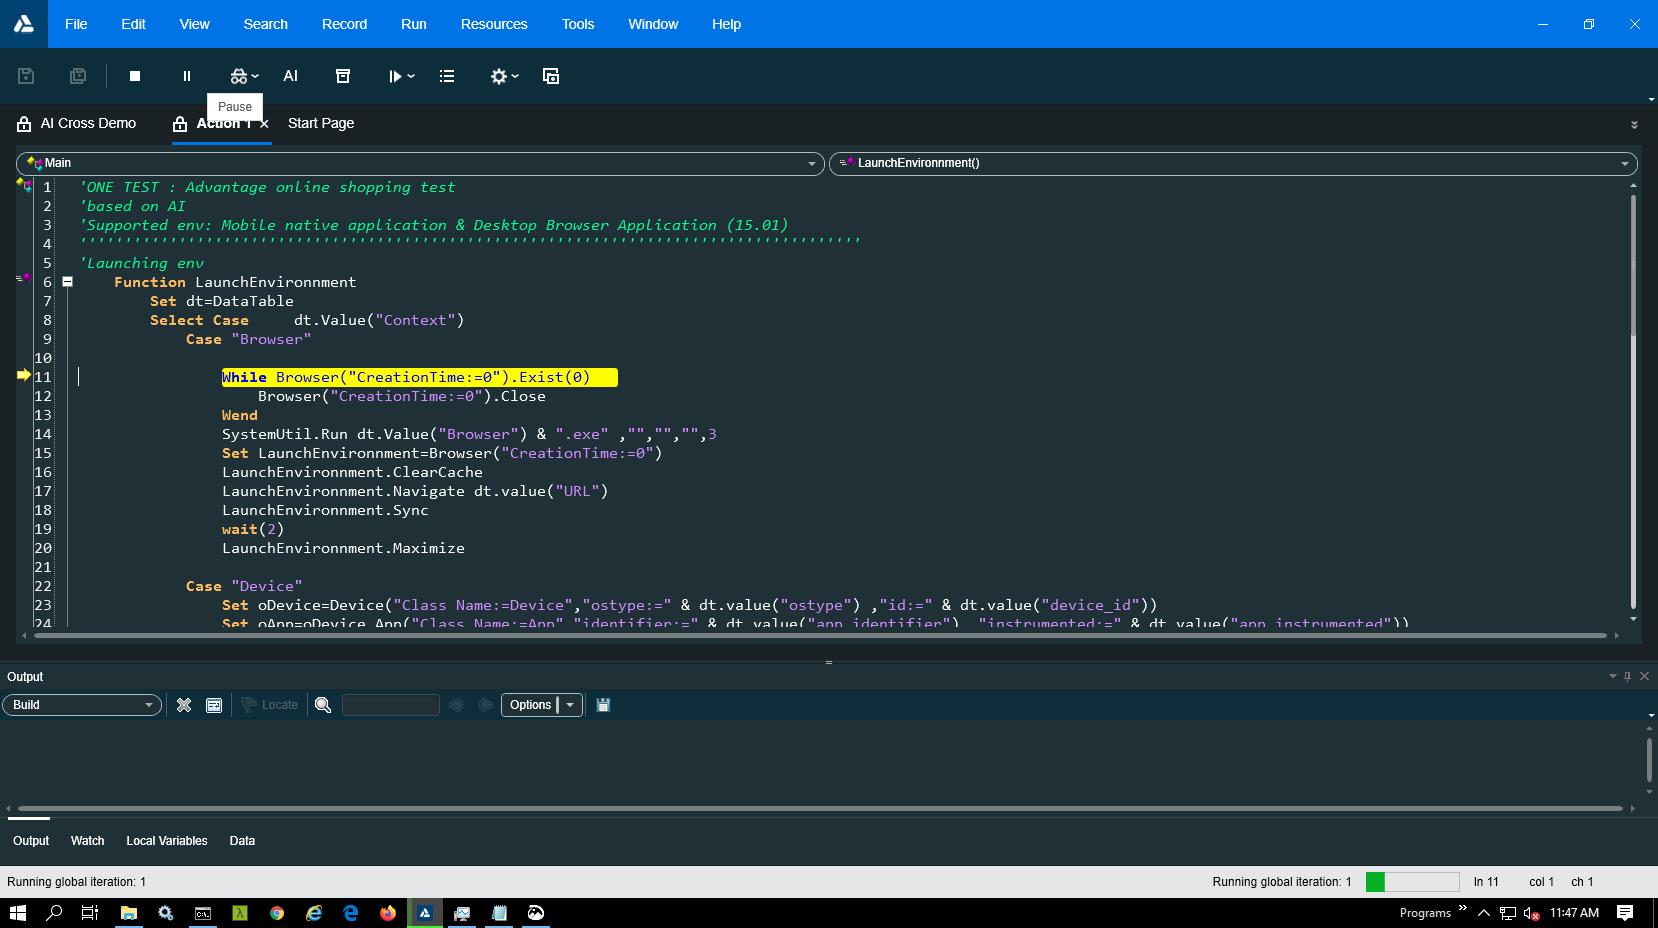 File Edit View Search Record Run Resources Tools Window Help
AI
Pause
AI Cross Demo Action 1 Start Page
Main LaunchEnvironnment()
1 'ONE TEST : Advantage online shopping test
2 'based on AI
3 'Supported env: Mobile native application & Desktop Browser Application (15.01)
4 '''''''''''''''''''''''''''''''''''''''''''''''''''''''''''''''''''''''''''''''''''''''
5 'Launching env
6 Function LaunchEnvironnment
7 Set dt=DataTable
8 Select Case dt.Value("Context")
9 Case "Browser"
10
11 While Browser("CreationTime:=0").Exist(0)
12 Browser("CreationTime:=0").Close
13 Wend
14 SystemUtil.Run dt.Value("Browser") & ".exe" ,"","","",3
15 Set LaunchEnvironnment=Browser("CreationTime:=0")
16 LaunchEnvironnment.ClearCache
17 LaunchEnvironnment.Navigate dt.value("URL")
18 LaunchEnvironnment.Sync
19 wait(2)
20 LaunchEnvironnment.Maximize
21
22 Case "Device"
23 Set oDevice=Device("Class Name:=Device","ostype:=" & dt.value("ostype") ,"id:=" & dt.value("device_id"))
24 Set oApp=oDevice.App("Class Name:=App","identifier:=" & dt.value("app_identifier") ,"instrumented:=" & dt.value("app_instrumented"))
Output
Build Locate Options
Output Watch Local Variables Data
Running global iteration: 1 Running global iteration: 1 ln 11 col 1 ch 1
Programs 11:47 AM